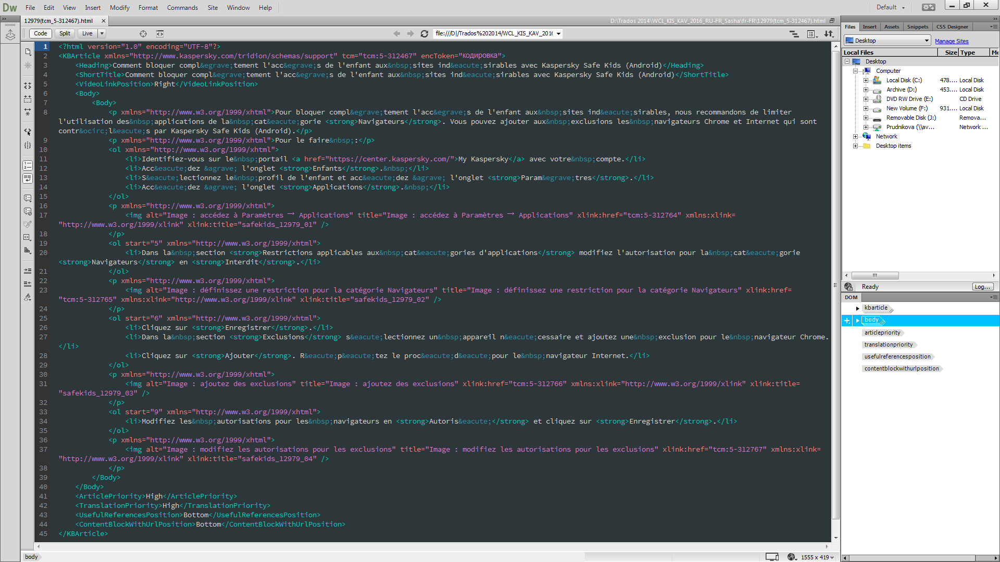 Dw File Edit View Insert Modify Format Commands Site Window Help Default
12979(tcm_5-312467).html × D:\Trados 2014\WCL_KIS_KAV_2016_RU-FR_Sasha\fr-FR\12979(tcm_5-312467).html
Code Split Live file:///D|/Trados%202014/WCL_KIS_KAV_2016
1 <?html version="1.0" encoding="UTF-8"?>
2 <KBArticle xmlns="http://www.kaspersky.com/tridion/schemas/support" tcm="tcm:5-312467" encToken="кодировка">
3 <Heading>Comment bloquer compl&egrave;tement l'acc&egrave;s de l'enfant aux&nbsp;sites ind&eacute;sirables avec Kaspersky Safe Kids (Android)</Heading>
4 <ShortTitle>Comment bloquer compl&egrave;tement l'acc&egrave;s de l'enfant aux&nbsp;sites ind&eacute;sirables avec Kaspersky Safe Kids (Android)</ShortTitle>
5 <VideoLinkPosition>Right</VideoLinkPosition>
6 <Body>
7 <Body>
8 <p xmlns="http://www.w3.org/1999/xhtml">Pour bloquer compl&egrave;tement l'acc&egrave;s de l'enfant aux&nbsp;sites ind&eacute;sirables, nous recommandons de limiter
l'utilisation des&nbsp;applications de la&nbsp;cat&eacute;gorie <strong>Navigateurs</strong>. Vous pouvez ajouter aux&nbsp;exclusions les&nbsp;navigateurs Chrome et Internet qui sont
contr&ocirc;l&eacute;s par Kaspersky Safe Kids (Android).</p>
9 <p xmlns="http://www.w3.org/1999/xhtml">Pour le faire&nbsp;:</p>
10 <ol xmlns="http://www.w3.org/1999/xhtml">
11 <li>Identifiez-vous sur le&nbsp;portail <a href="https://center.kaspersky.com/">My Kaspersky</a> avec votre&nbsp;compte.</li>
12 <li>Acc&eacute;dez &agrave; l'onglet <strong>Enfants</strong>.&nbsp;</li>
13 <li>S&eacute;lectionnez le&nbsp;profil de l'enfant et acc&eacute;dez &agrave; l'onglet <strong>Param&egrave;tres</strong>.</li>
14 <li>Acc&eacute;dez &agrave; l'onglet <strong>Applications</strong>.&nbsp;</li>
15 </ol>
16 <p xmlns="http://www.w3.org/1999/xhtml">
17 <img alt="Image : accédez à Paramètres → Applications" title="Image : accédez à Paramètres → Applications" xlink:href="tcm:5-312764" xmlns:xlink=
"http://www.w3.org/1999/xlink" xlink:title="safekids_12979_01" />
18 </p>
19 <ol start="5" xmlns="http://www.w3.org/1999/xhtml">
20 <li>Dans la&nbsp;section <strong>Restrictions applicables aux&nbsp;cat&eacute;gories d'applications</strong> modifiez l'autorisation pour la&nbsp;cat&eacute;gorie
<strong>Navigateurs</strong> en <strong>Interdit</strong>.</li>
21 </ol>
22 <p xmlns="http://www.w3.org/1999/xhtml">
23 <img alt="Image : définissez une restriction pour la catégorie Navigateurs" title="Image : définissez une restriction pour la catégorie Navigateurs" xlink:href=
"tcm:5-312765" xmlns:xlink="http://www.w3.org/1999/xlink" xlink:title="safekids_12979_02" />
24 </p>
25 <ol start="6" xmlns="http://www.w3.org/1999/xhtml">
26 <li>Cliquez sur <strong>Enregistrer</strong>.</li>
27 <li>Dans la&nbsp;section <strong>Exclusions</strong> s&eacute;lectionnez un&nbsp;appareil n&eacute;cessaire et ajoutez une&nbsp;exclusion pour le&nbsp;navigateur Chrome.
</li>
28 <li>Cliquez sur <strong>Ajouter</strong>. R&eacute;p&eacute;tez le proc&eacute;d&eacute;pour le&nbsp;navigateur Internet.</li>
29 </ol>
30 <p xmlns="http://www.w3.org/1999/xhtml">
31 <img alt="Image : ajoutez des exclusions" title="Image : ajoutez des exclusions" xlink:href="tcm:5-312766" xmlns:xlink="http://www.w3.org/1999/xlink" xlink:title=
"safekids_12979_03" />
32 </p>
33 <ol start="9" xmlns="http://www.w3.org/1999/xhtml">
34 <li>Modifiez les&nbsp;autorisations pour les&nbsp;navigateurs en <strong>Autoris&eacute;</strong> et cliquez sur <strong>Enregistrer</strong>.</li>
35 </ol>
36 <p xmlns="http://www.w3.org/1999/xhtml">
37 <img alt="Image : modifiez les autorisations pour les exclusions" title="Image : modifiez les autorisations pour les exclusions" xlink:href="tcm:5-312767" xmlns:xlink=
"http://www.w3.org/1999/xlink" xlink:title="safekids_12979_04" />
38 </p>
39 </Body>
40 </Body>
41 <ArticlePriority>High</ArticlePriority>
42 <TranslationPriority>High</TranslationPriority>
43 <UsefulReferencesPosition>Bottom</UsefulReferencesPosition>
44 <ContentBlockWithUrlPosition>Bottom</ContentBlockWithUrlPosition>
45 </KBArticle>
body 1555 x 419
Files Insert Assets Snippets CSS Designer
Desktop Manage Sites
Local Files Size Type Mo
Desktop
Computer
Local Disk (C:) 478.... Local Disk
Archive (D:) 453.... Local Disk
DVD RW Drive (E:) CD Drive
New Volume (F:) 931.... Local Disk
Removable Disk (J:) Remova...
Prudnikova (\\av... Network ...
Network
Desktop items
Ready Log...
DOM
kbarticle
body
articlepriority
translationpriority
usefulreferencesposition
contentblockwithurlposition